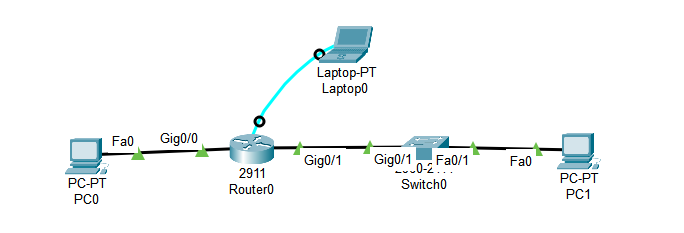 Laptop-PT
Laptop0
Fa0
Gig0/0
Gig0/1
Gig0/1
Fa0/1
Fa0
PC-PT
PC0
2911
Router0
Switch0
PC-PT
PC1